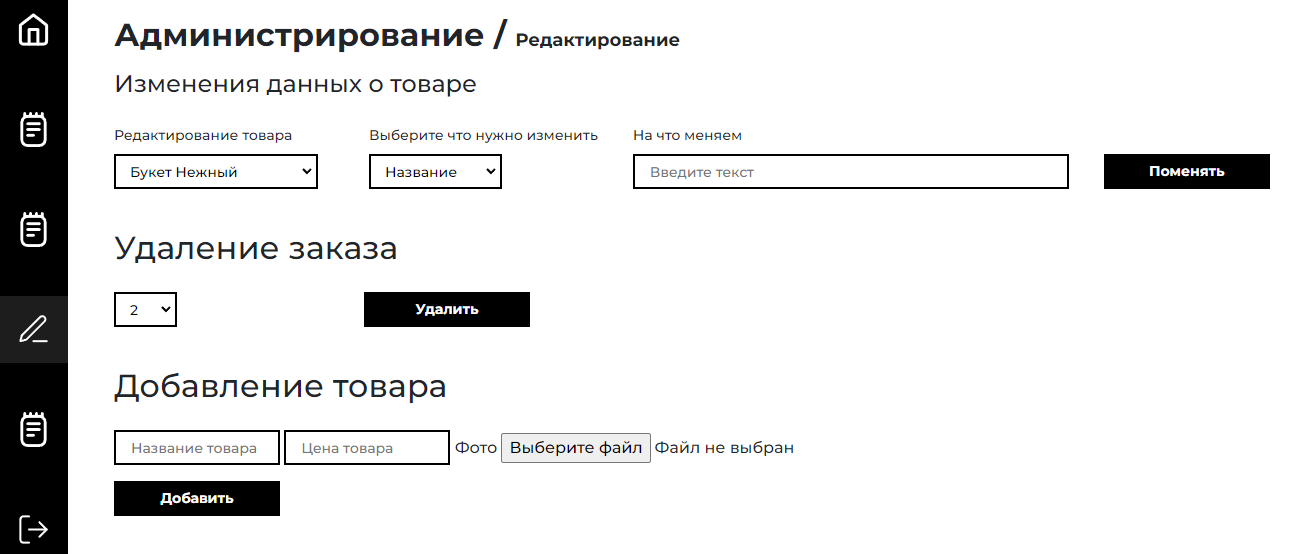 Администрирование / Редактирование
Изменения данных о товаре
Редактирование товара Выберите что нужно изменить На что меняем
Букет Нежный Название Введите текст Поменять
Удаление заказа
2 Удалить
Добавление товара
Название товара Цена товара Фото Выберите файл Файл не выбран
Добавить